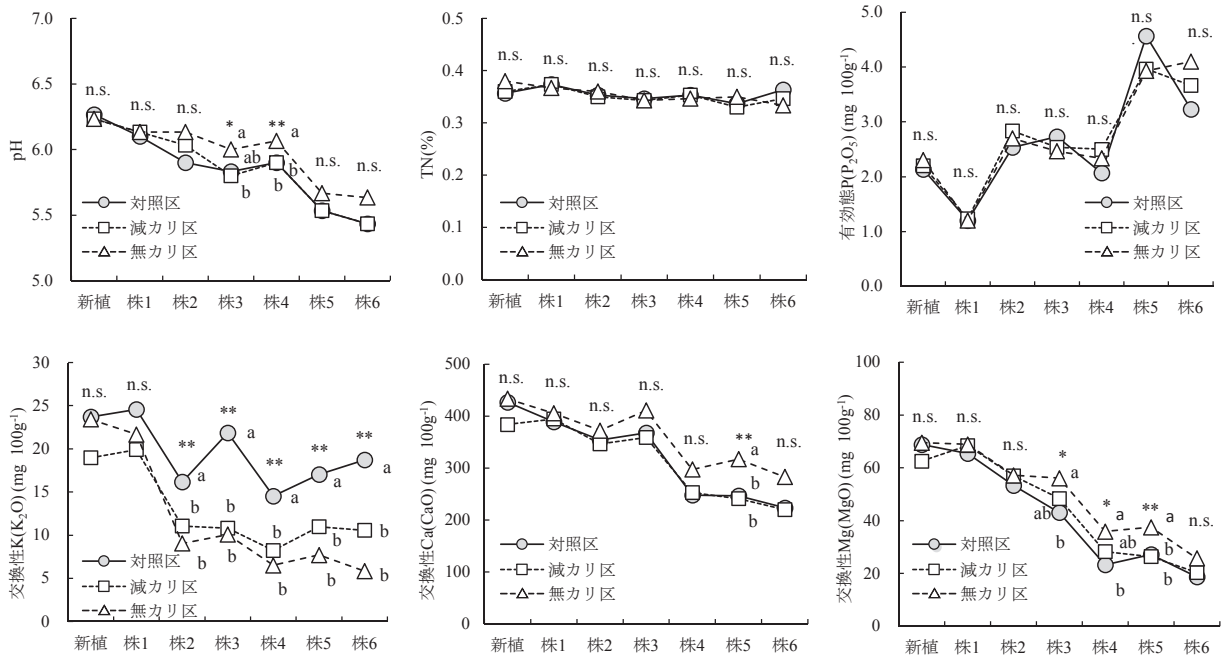 7.0
6.5
6.0
5.5
5.0
pH
n.s.
n.s.
n.s.
*
a
ab
b
**
a
b
b
n.s.
n.s.
対照区
減カリ区
無カリ区
新植 株1 株2 株3 株4 株5 株6
0.5
0.4
0.3
0.2
0.1
0.0
TN(%)
n.s. n.s. n.s. n.s. n.s. n.s. n.s.
対照区
減カリ区
無カリ区
新植 株1 株2 株3 株4 株5 株6
5.0
4.0
3.0
2.0
1.0
0.0
有効態P(P₂O₅) (mg 100g⁻¹)
n.s.
n.s.
n.s.
n.s.
n.s.
n.s.
n.s.
対照区
減カリ区
無カリ区
新植 株1 株2 株3 株4 株5 株6
30
25
20
15
10
5
0
交換性K(K₂O) (mg 100g⁻¹)
n.s.
n.s.
**
a
b
b
**
a
b
b
**
a
b
b
**
a
b
b
**
a
b
b
対照区
減カリ区
無カリ区
新植 株1 株2 株3 株4 株5 株6
500
400
300
200
100
0
交換性Ca(CaO) (mg 100g⁻¹)
n.s.
n.s.
n.s.
n.s.
n.s.
**
a
b
b
n.s.
対照区
減カリ区
無カリ区
新植 株1 株2 株3 株4 株5 株6
100
80
60
40
20
0
交換性Mg(MgO) (mg 100g⁻¹)
n.s.
n.s.
n.s.
*
a
ab
b
*
a
ab
b
**
a
b
b
n.s.
対照区
減カリ区
無カリ区
新植 株1 株2 株3 株4 株5 株6